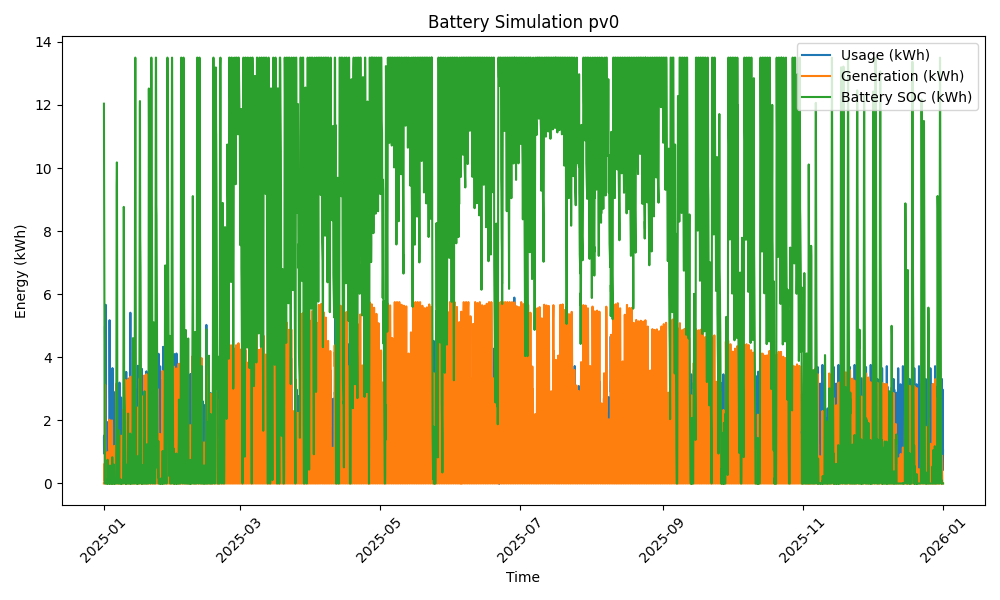 Battery Simulation pv0
Usage (kWh)
Generation (kWh)
Battery SOC (kWh)
Energy (kWh)
14
12
10
8
6
4
2
0
2025-01
2025-03
2025-05
2025-07
2025-09
2025-11
2026-01
Time